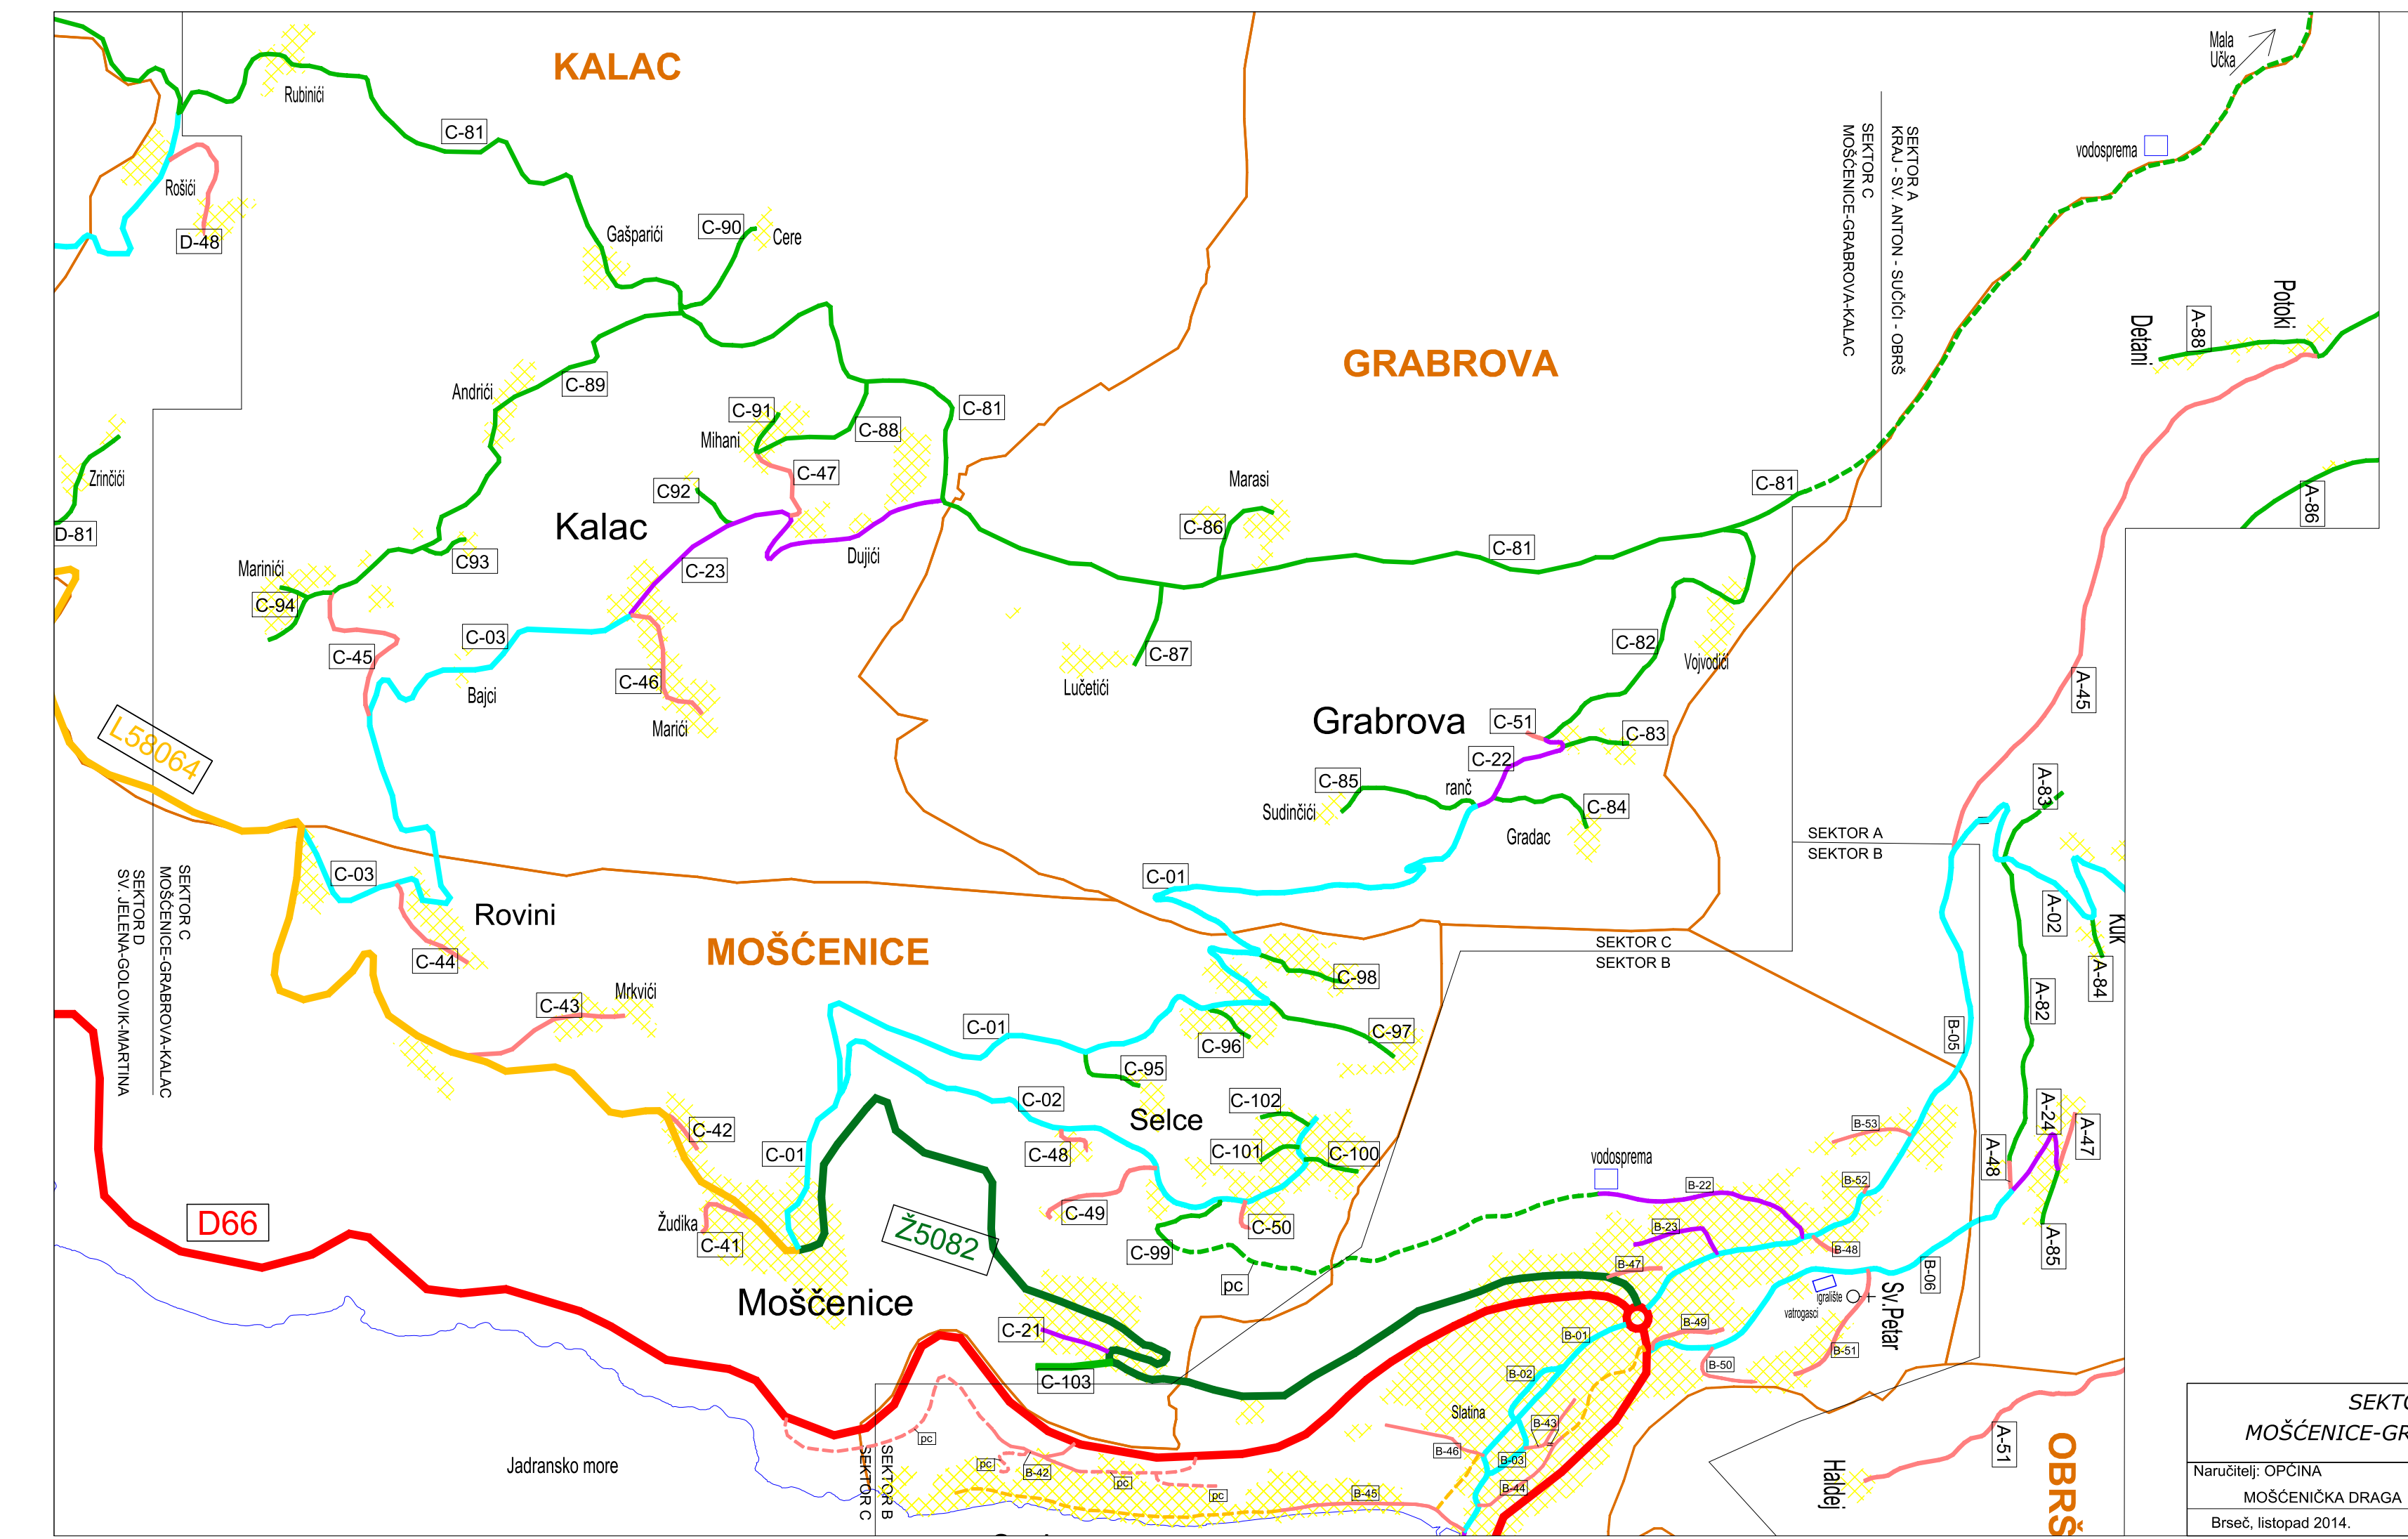 KALAC
Mala
Učka
Rubinići
C-81
vodosprema
SEKTOR A
KRAJ - SV. ANTON - SUČIĆI - OBRŠ
SEKTOR C
MOŠĆENICE-GRABROVA-KALAC
Rošići
D-48
Gašparići
C-90
Cere
Potoki
A-88
Detani
GRABROVA
Andrići
C-89
C-91
C-81
Mihani
C-88
Zrinčići
C-47
C92
Marasi
C-81
A-86
Kalac
C-86
D-81
Dujići
C-81
C93
Marinići
C-23
C-94
C-03
C-45
C-46
Bajci
Marići
C-87
Lučetići
C-82
Vojvodići
A-45
Grabrova
C-51
C-83
L58064
C-22
C-85
ranč
Sudinčići
C-84
Gradac
A-83
SEKTOR A
SEKTOR B
C-03
C-01
SEKTOR C
MOŠĆENICE-GRABROVA-KALAC
SEKTOR D
SV. JELENA-GOLOVIK-MARTINA
Rovini
A-02
Kuk
MOŠĆENICE
SEKTOR C
SEKTOR B
C-44
C-98
A-84
Mrkvići
C-43
A-82
C-01
C-97
B-05
C-96
C-95
C-02
C-102
Selce
A-24
B-53
A-47
C-42
C-01
C-48
C-101
C-100
vodosprema
A-48
B-52
B-22
C-49
Žudika
C-50
B-23
D66
C-41
Ž5082
C-99
B-48
A-85
B-47
pc
B-06
igralište
vatrogasci
Sv.Petar
Moščenice
C-21
B-49
B-01
B-51
B-50
C-103
B-02
Slatina
B-43
pc
SEKTOR B
SEKTOR C
B-46
B-03
A-51
Jadransko more
pc
B-42
pc
pc
B-45
B-44
Haldej
OBRŠ
SEKTO
MOŠĆENICE-GR
Naručitelj: OPĆINA
MOŠĆENIČKA DRAGA
Brseč, listopad 2014.